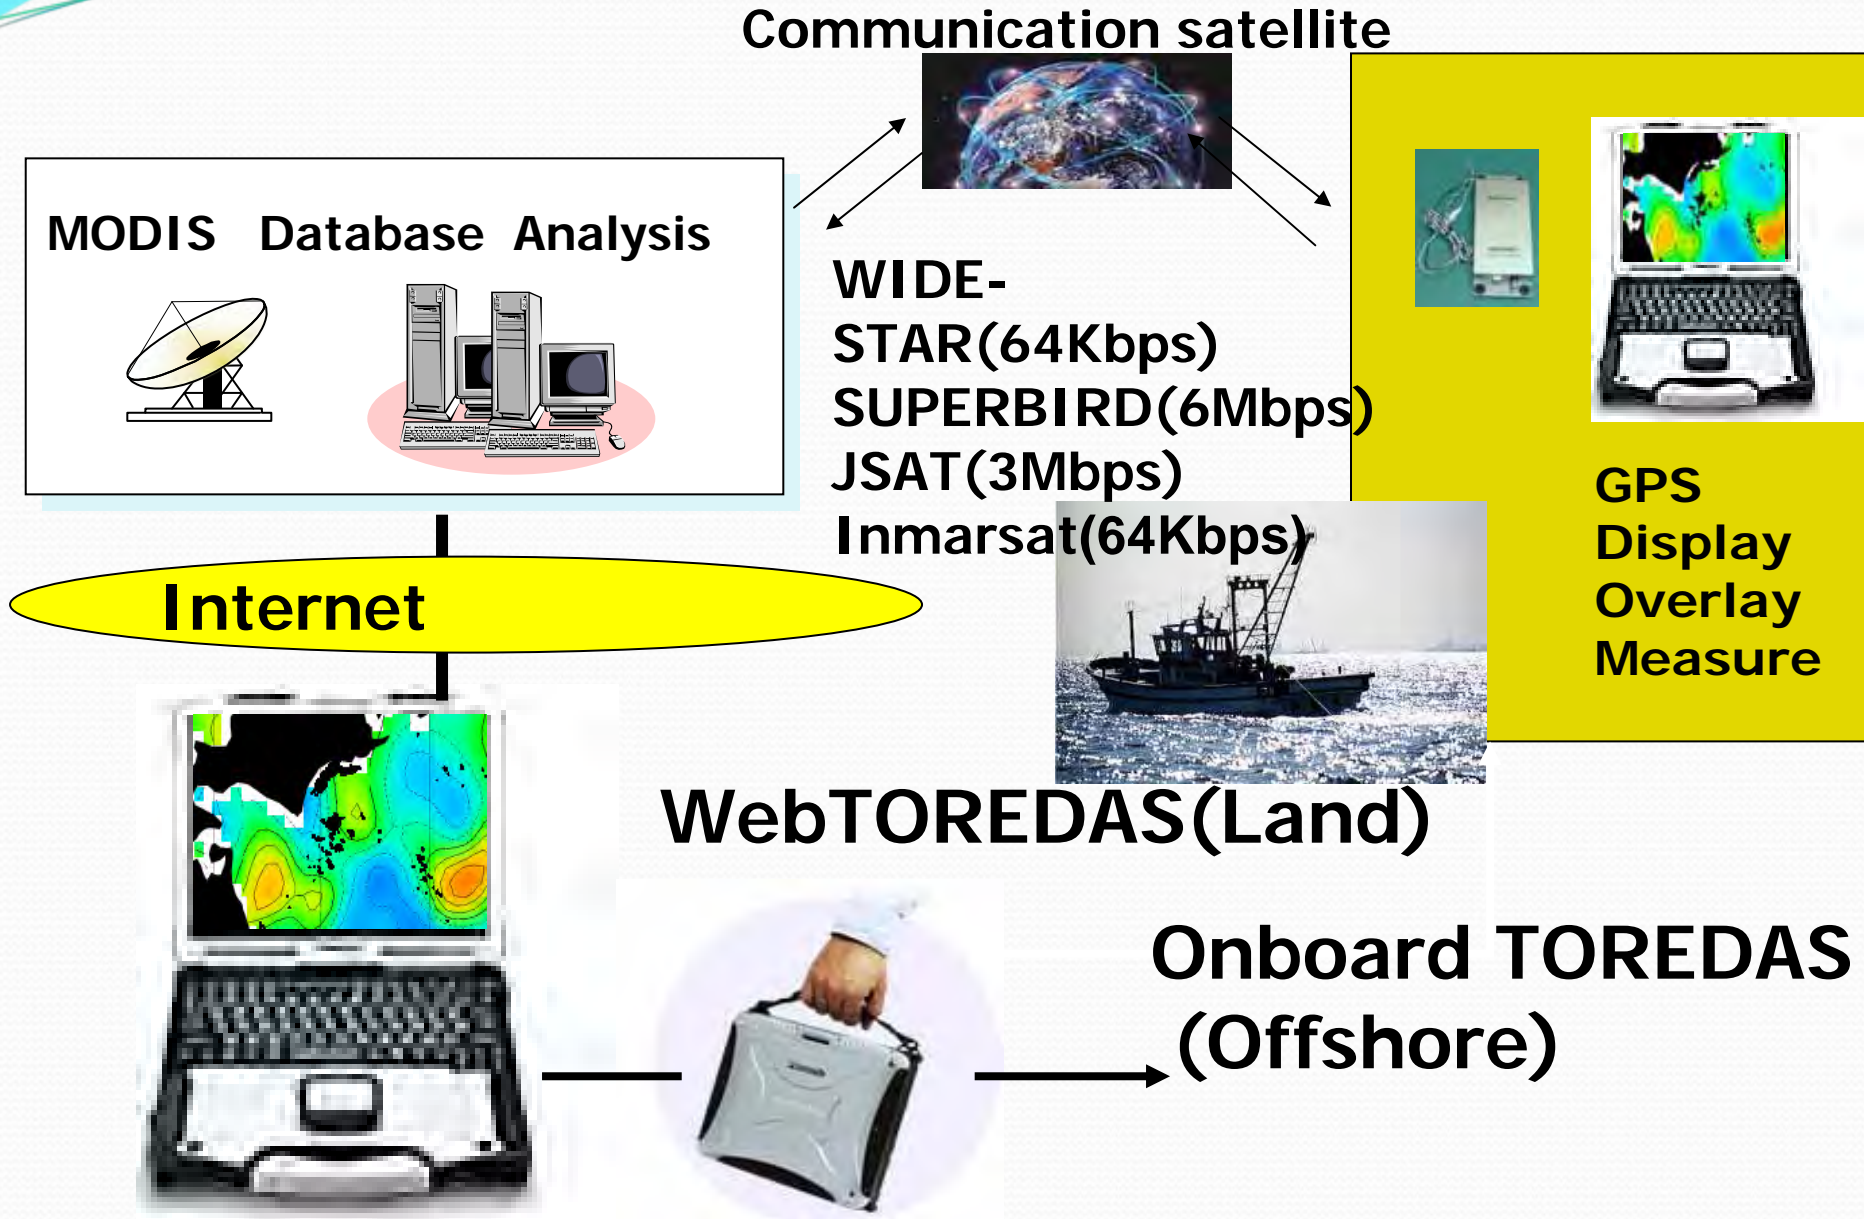 Communication satellite
MODIS Database Analysis
WIDE-
STAR(64Kbps)
SUPERBIRD(6Mbps)
JSAT(3Mbps)
Inmarsat(64Kbps)
GPS
Display
Overlay
Measure
Internet
WebTOREDAS(Land)
Onboard TOREDAS
(Offshore)